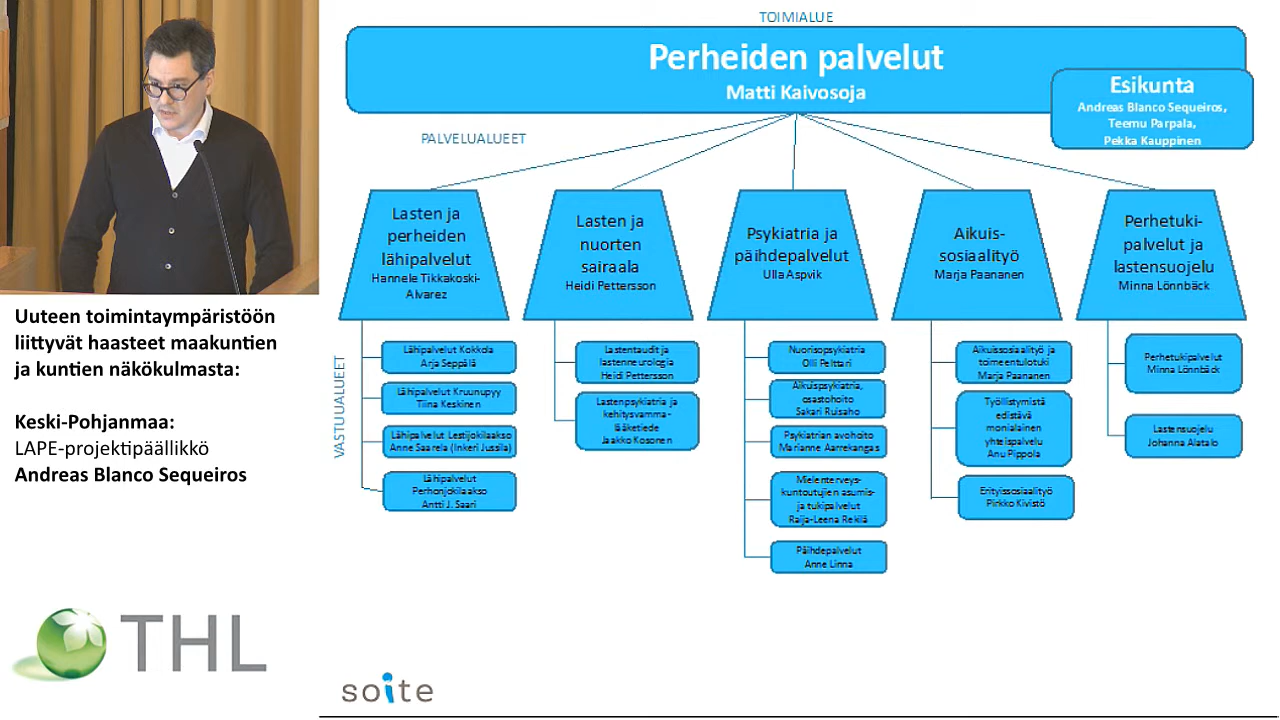 Uuteen toimintaympäristöön
liittyvät haasteet maakuntien
ja kuntien näkökulmasta:
Keski-Pohjanmaa:
LAPE-projektipäällikkö
Andreas Blanco Sequeiros
THL
TOIMIALUE
Perheiden palvelut
Matti Kaivosoja
Esikunta
Andreas Blanco Sequeiros,
Teemu Parpala,
Pekka Kauppinen
PALVELUALUEET
Lasten ja
perheiden
lähipalvelut
Hannele Tikkakoski-
Alvarez
Lasten ja
nuorten
sairaala
Heidi Pettersson
Psykiatria ja
päihdepalvelut
Ulla Aspvik
Aikuis-
sosiaalityö
Marja Paananen
Perhetuki-
palvelut ja
lastensuojelu
Minna Lönnbäck
VASTUUALUEET
Lähipalvelut Kokkola
Arja Seppälä
Lähipalvelut Kruunupyy
Tiina Keskinen
Lähipalvelut Lestijokilaakso
Anne Saarela (Inkeri Jussila)
Lähipalvelut
Perhonjokilaakso
Antti J. Saari
Lastentaudit ja
lastenneurologia
Heidi Pettersson
Lastenpsykiatria ja
kehitysvamma-
lääketiede
Jaakko Kosonen
Nuorisopsykiatria
Olli Pelttari
Aikuispsykiatria,
osastohoito
Sakari Ruisaho
Psykiatrian avohoito
Marianne Aarrekangas
Mielenterveys-
kuntoutujien asumis-
ja tukipalvelut
Raija-Leena Rekilä
Päihdepalvelut
Anne Linna
Aikuissosiaalityö ja
toimeentulotuki
Marja Paananen
Työllistymistä
edistävä
monialainen
yhteispalvelu
Anu Pippola
Erityissosiaalityö
Pirkko Kivistö
Perhetukipalvelut
Minna Lönnbäck
Lastensuojelu
Johanna Alatalo
soite